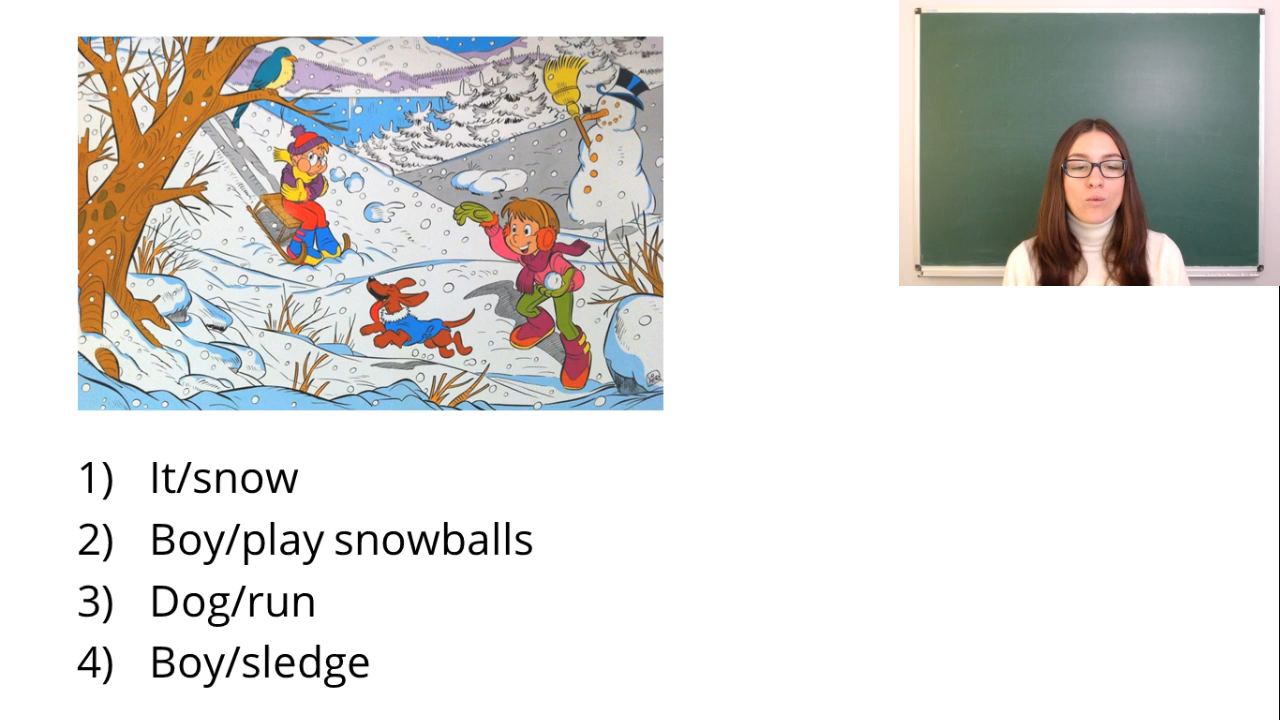 1) It/snow
2) Boy/play snowballs
3) Dog/run
4) Boy/sledge